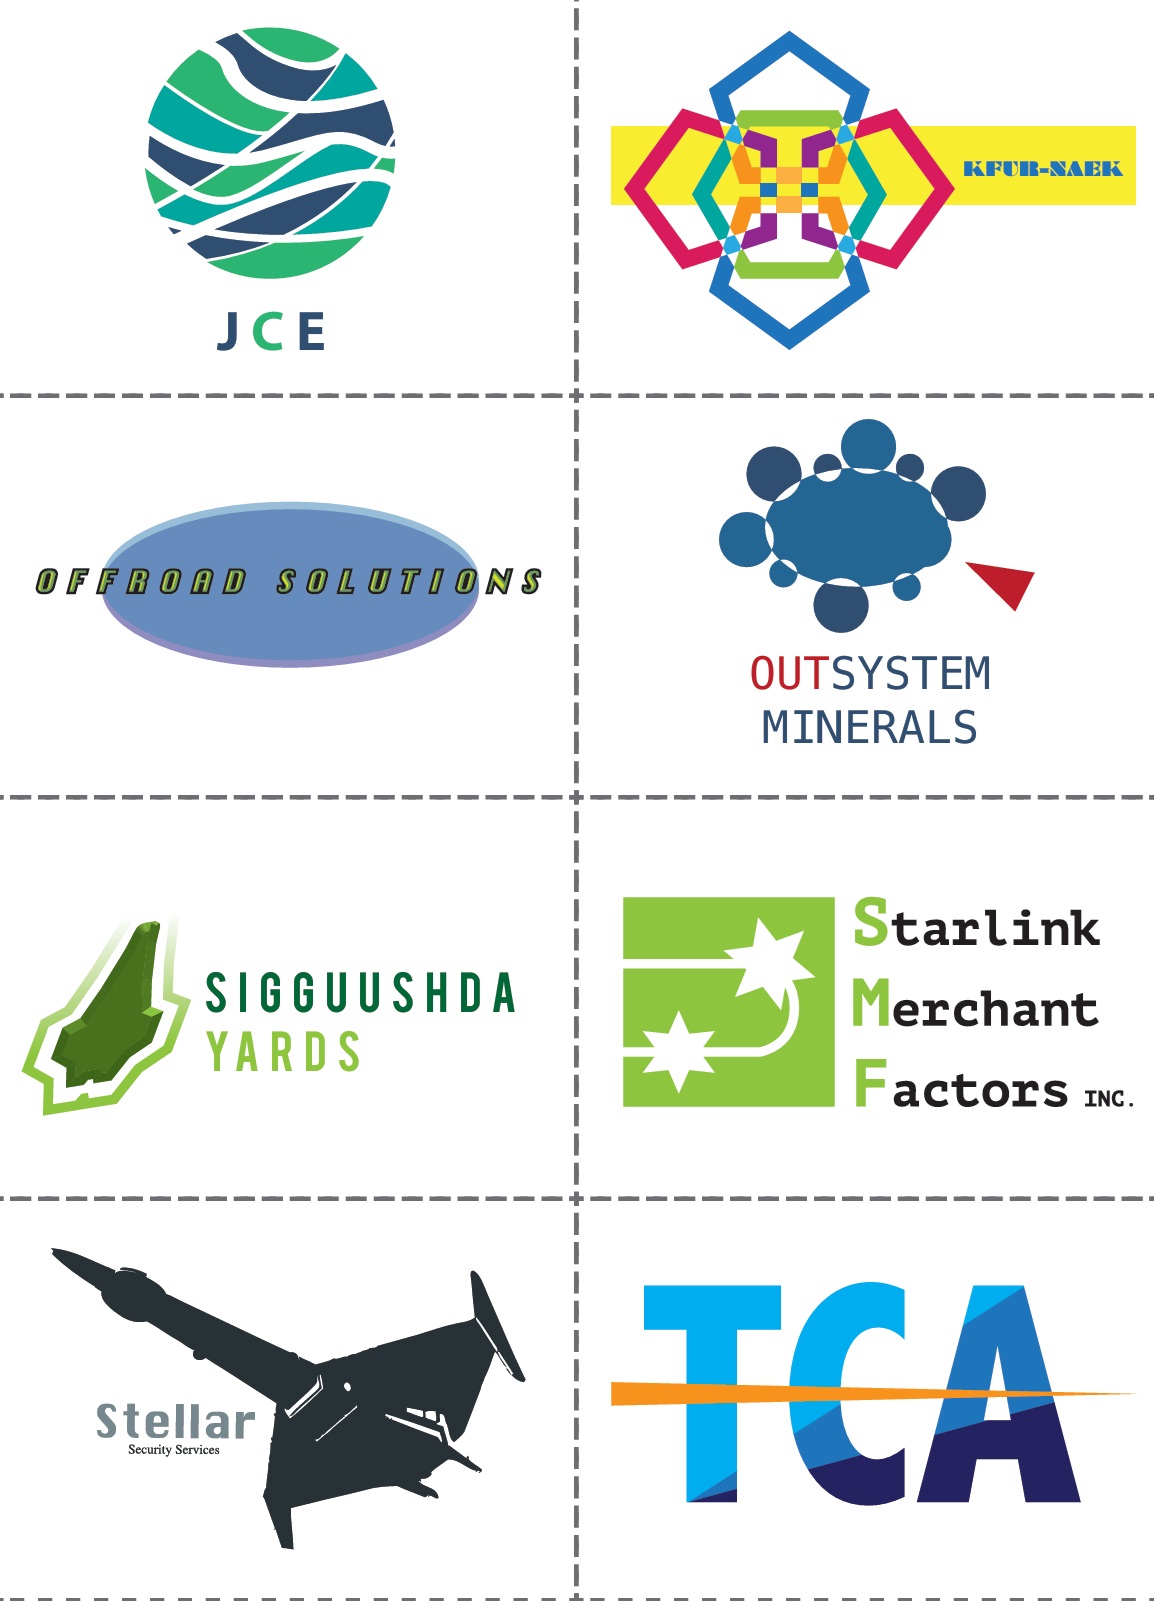 JCE
KFUR-NAEK
OFFROAD SOLUTIONS
OUTSYSTEM
MINERALS
SIGGUUSHDA
YARDS
Starlink
Merchant
Factors INC.
Stellar
Security Services
TCA